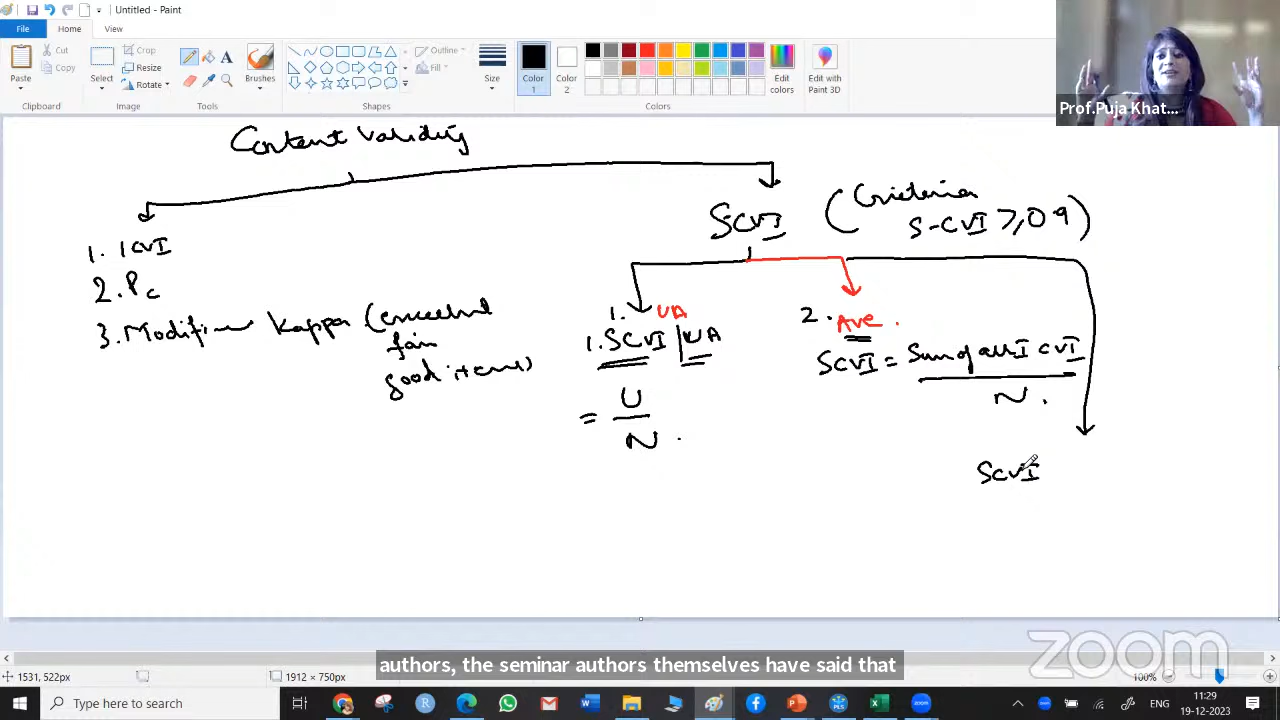 Untitled - Paint
File
Home
View
Paste
Cut
Copy
Clipboard
Select
Crop
Resize
Rotate
Image
Tools
Brushes
Shapes
Outline
Fill
Size
Color 1
Color 2
Colors
Edit colors
Edit with Paint 3D
Prof.Puja Khat...
Content Validity
SCVI (Criteria
S-CVI ≥, 0 9)
1. ICVI
2. Pc
3. Modified Kappa (excellent
fair
good items)
1. UA
1. SCVI | UA
= U
N .
2. Ave .
SCVI = Sum of all I CVI
N .
SCVI
zoom
authors, the seminar authors themselves have said that
1531, 522px
1912 × 750px
100%
Type here to search
ENG
11:29
19-12-2023